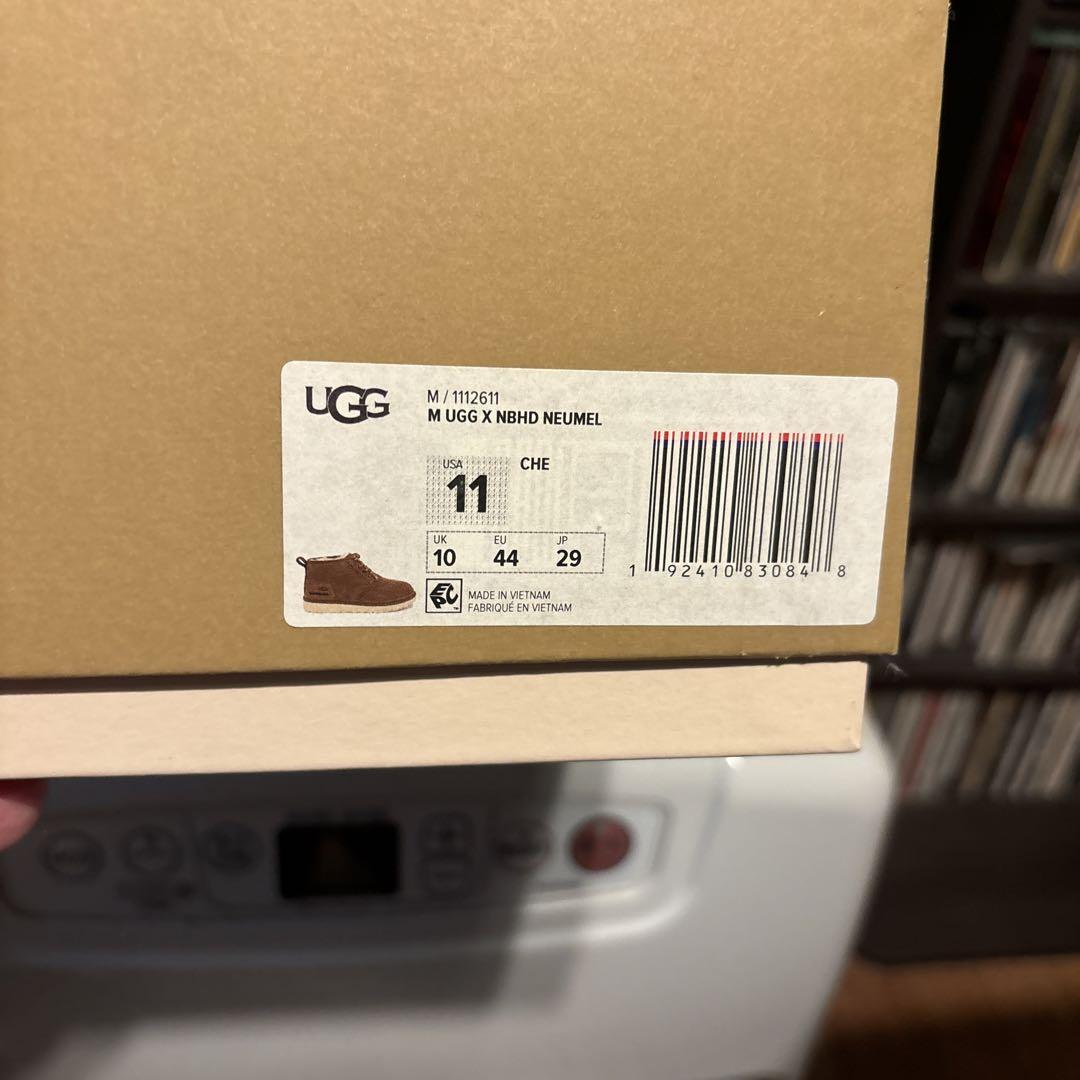 UGG
M / 1112611
M UGG X NBHD NEUMEL
USA
11
CHE
UK EU JP
10 44 29
EPC
MADE IN VIETNAM
FABRIQUÉ EN VIETNAM
1 92410 83084 8